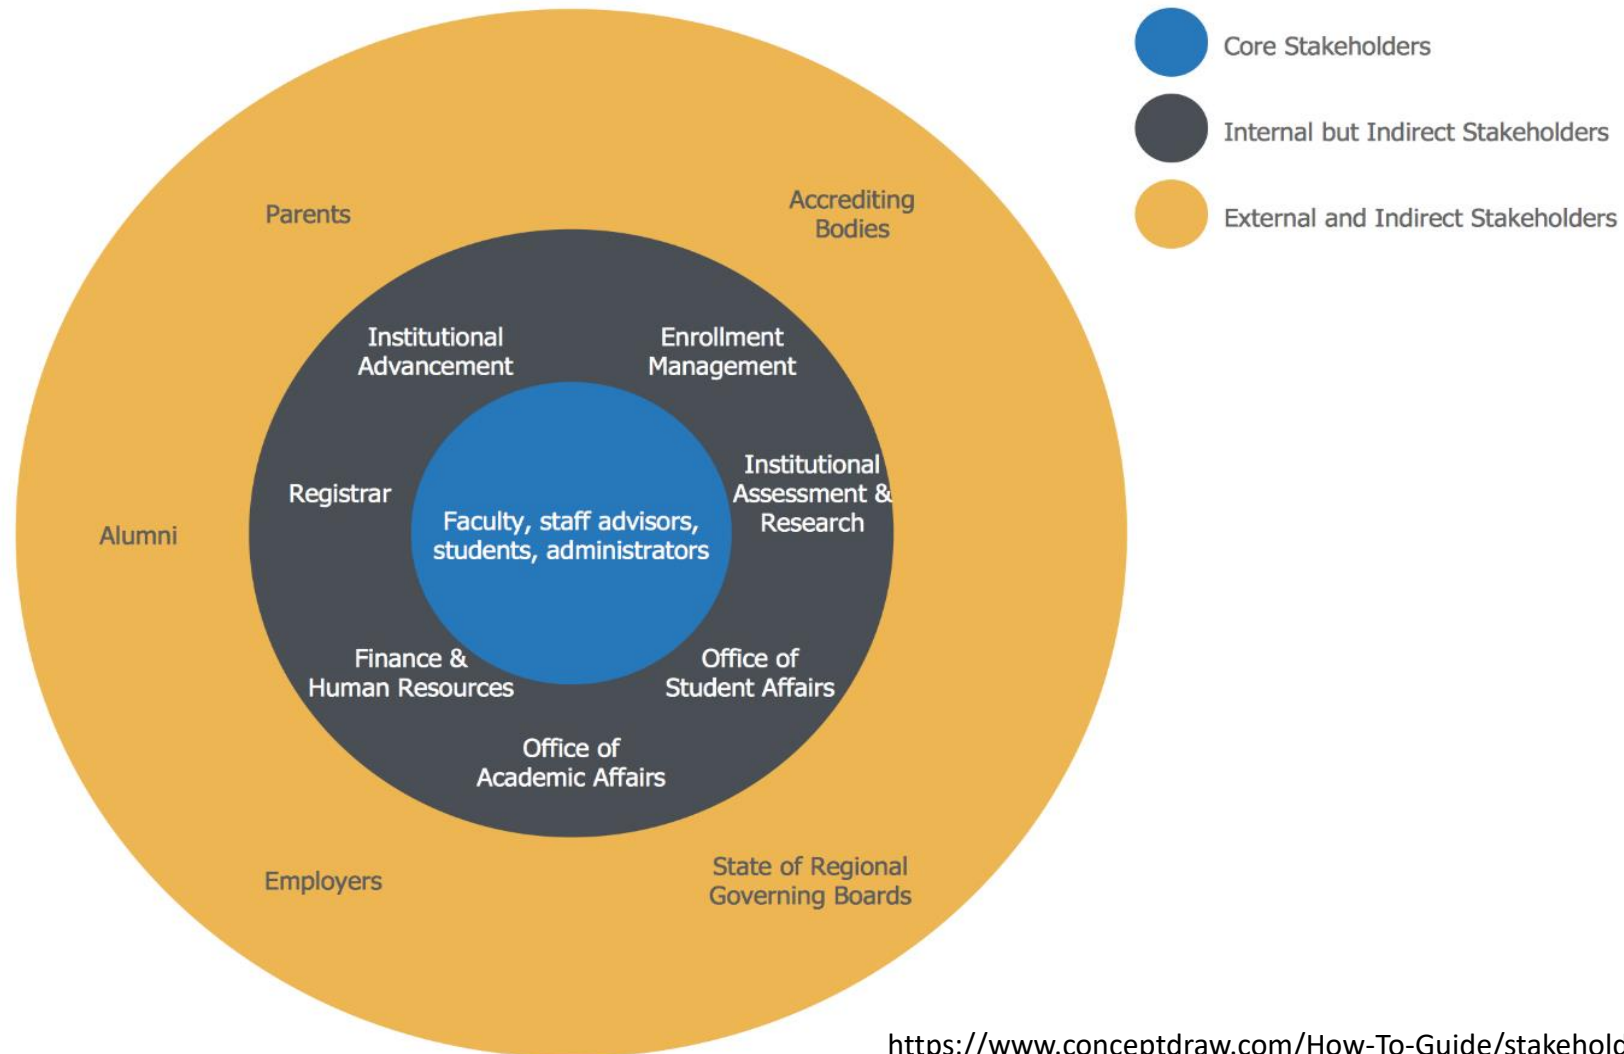 Core Stakeholders
Internal but Indirect Stakeholders
External and Indirect Stakeholders
Parents
Accrediting
Bodies
Institutional
Advancement
Enrollment
Management
Registrar
Institutional
Assessment &
Research
Alumni
Faculty, staff advisors,
students, administrators
Finance &
Human Resources
Office of
Student Affairs
Office of
Academic Affairs
Employers
State of Regional
Governing Boards
https://www.conceptdraw.com/How-To-Guide/stakehol